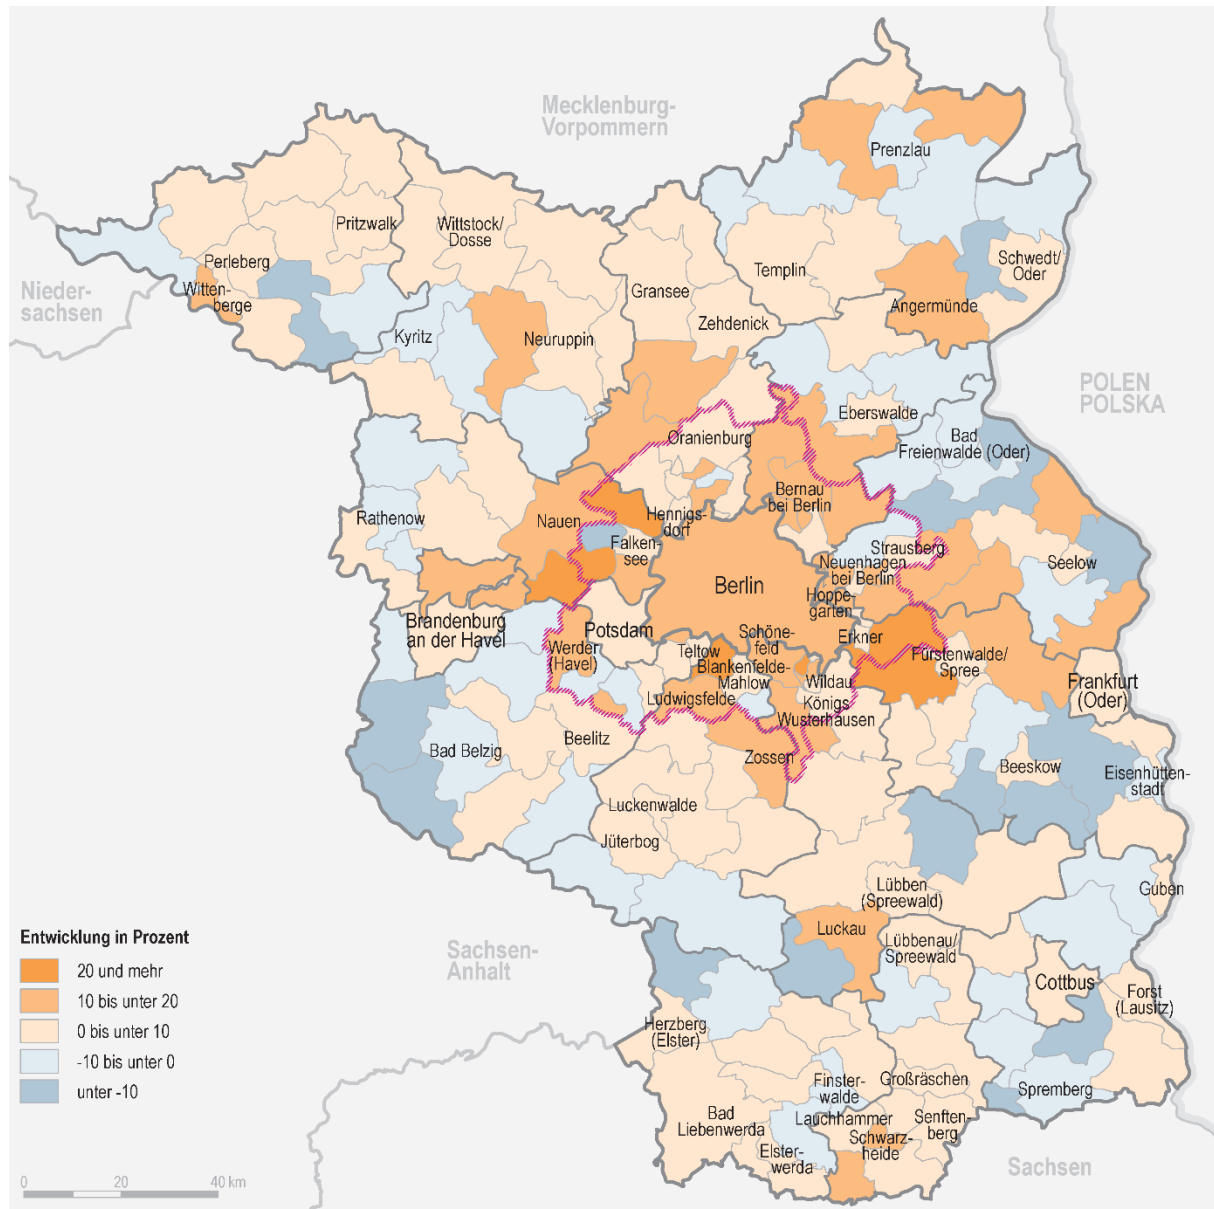 Mecklenburg-
Vorpommern
Prenzlau
Pritzwalk
Wittstock/
Dosse
Perleberg
Witten-
berge
Nieder-
sachsen
Gransee
Templin
Schwedt/
Oder
Angermünde
Zehdenick
Kyritz
Neuruppin
POLEN
POLSKA
Eberswalde
Oranienburg
Bad
Freienwalde (Oder)
Bernau
bei Berlin
Rathenow
Nauen
Hennigs-
dorf
Falken-
see
Strausberg
Neuenhagen
bei Berlin
Seelow
Berlin
Hoppe-
garten
Brandenburg
an der Havel
Potsdam
Schöne-
feld
Erkner
Werder
(Havel)
Teltow
Blankenfelde-
Mahlow
Fürstenwalde/
Spree
Wildau
Frankfurt
(Oder)
Ludwigsfelde
Königs
Wusterhausen
Beelitz
Bad Belzig
Zossen
Beeskow
Eisenhütten-
stadt
Luckenwalde
Jüterbog
Lübben
(Spreewald)
Guben
Luckau
Lübbenau/
Spreewald
Sachsen-
Anhalt
Cottbus
Forst
(Lausitz)
Herzberg
(Elster)
Finster-
walde
Großräschen
Spremberg
Bad
Liebenwerda
Lauchhammer
Senften-
berg
Schwarz-
heide
Elster-
werda
Sachsen
Entwicklung in Prozent
20 und mehr
10 bis unter 20
0 bis unter 10
-10 bis unter 0
unter -10
0 20 40 km